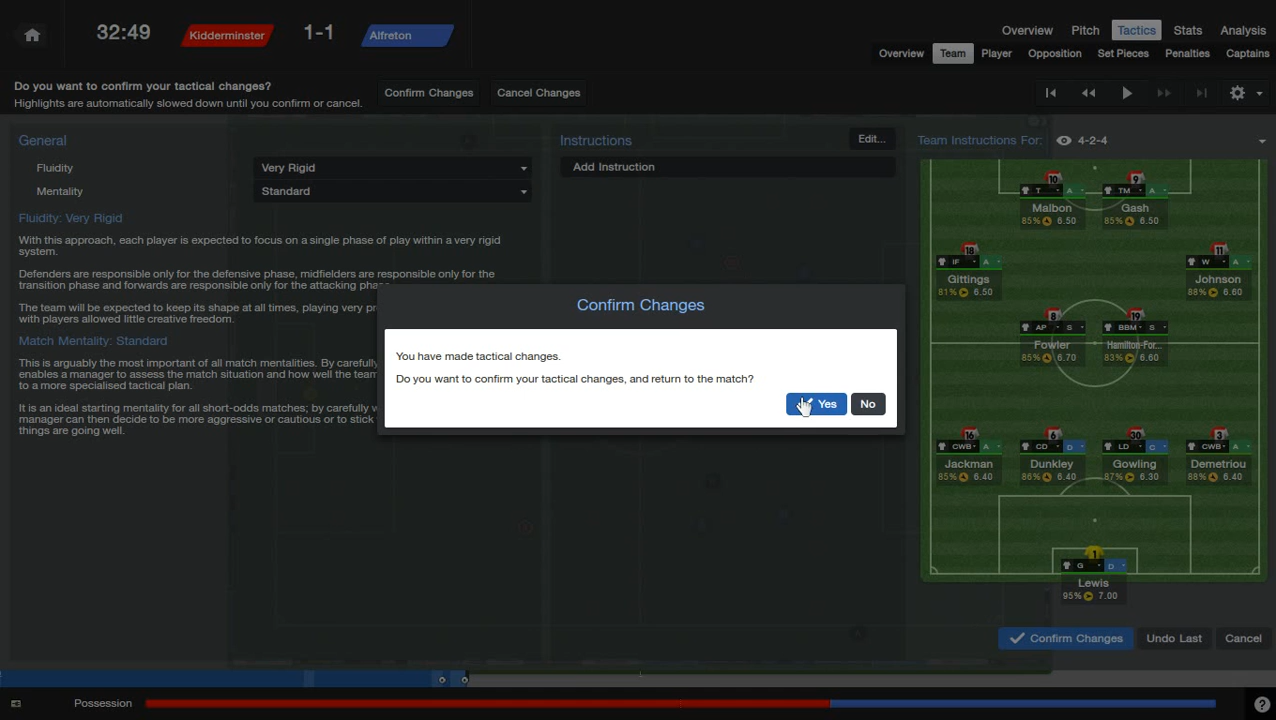 32:49
Kidderminster
1-1
Alfreton
Overview Pitch Tactics Stats Analysis
Overview Team Player Opposition Set Pieces Penalties Captains
Do you want to confirm your tactical changes?
Highlights are automatically slowed down until you confirm or cancel.
Confirm Changes
Cancel Changes
General
Fluidity Very Rigid
Mentality Standard
Fluidity: Very Rigid
With this approach, each player is expected to focus on a single phase of play within a very rigid
system.
Defenders are responsible only for the defensive phase, midfielders are responsible only for the
transition phase and forwards are responsible only for the attacking phase.
The team will be expected to keep its shape at all times, playing very pr
with players allowed little creative freedom.
Match Mentality: Standard
This is arguably the most important of all match mentalities. By carefully
enables a manager to assess the match situation and how well the team
to a more specialised tactical plan.
It is an ideal starting mentality for all short-odds matches; by carefully w
manager can then decide to be more aggressive or cautious or to stick
things are going well.
Instructions
Edit...
Add Instruction
Confirm Changes
You have made tactical changes.
Do you want to confirm your tactical changes, and return to the match?
Yes
No
Team Instructions For: 4-2-4
10 9
T A TM A
Malbon Gash
85% 6.50 85% 6.50
18 11
IF A W A
Gittings Johnson
81% 6.50 88% 6.60
8 19
AP S BBM S
Fowler Hamilton-For...
85% 6.70 83% 6.60
16 6 30 3
CWB A CD D LD C CWB A
Jackman Dunkley Gowling Demetriou
85% 6.40 86% 6.40 87% 6.30 88% 6.40
1
G D
Lewis
95% 7.00
Confirm Changes
Undo Last
Cancel
Possession
?